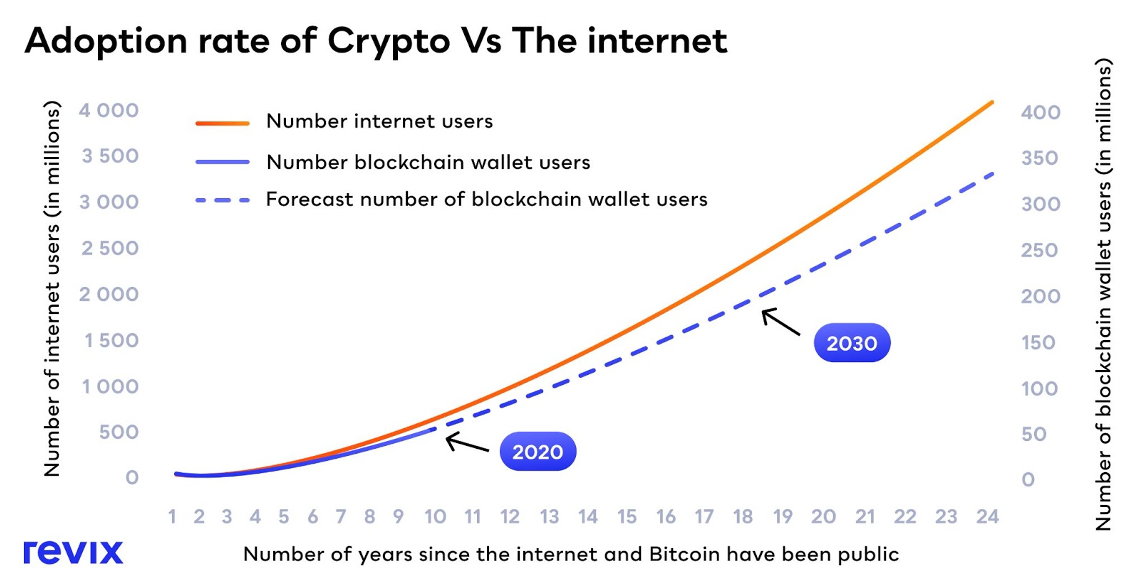 Adoption rate of Crypto Vs The internet
Number of internet users (in millions)
4 000
3 500
3 000
2 500
2 000
1 500
1 000
500
0
Number internet users
Number blockchain wallet users
Forecast number of blockchain wallet users
2030
2020
400
350
300
250
200
150
100
50
0
Number of blockchain wallet users (in millions)
1 2 3 4 5 6 7 8 9 10 11 12 13 14 15 16 17 18 19 20 21 22 23 24
revix
Number of years since the internet and Bitcoin have been public